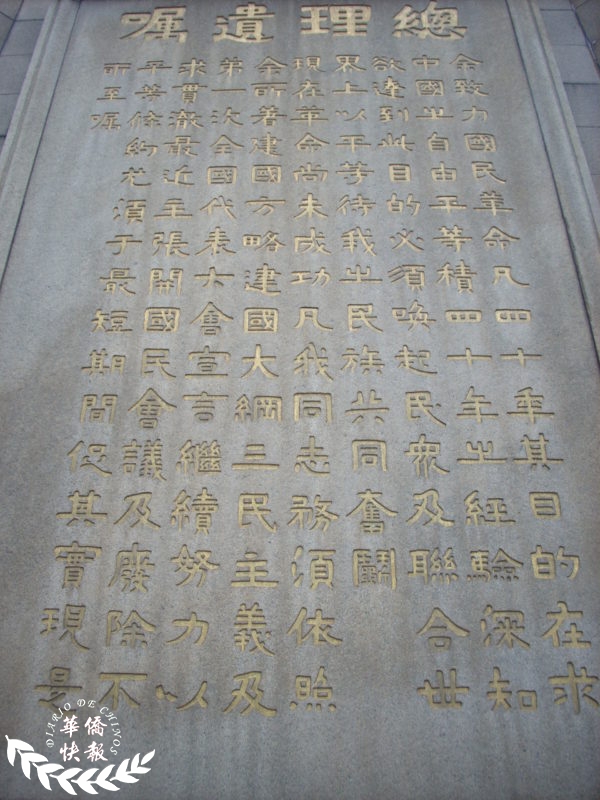 總理遺嘱
余致力國民革命凡亖十年其目的在求
中國之自由平等積亖十年之經驗深知
欲達到此目的必須喚起民眾及聯合世
界上以平等待我之民族共同奮鬭
現在革命尚未成功凡我同志務須依照
余所著建國方略建國大綱三民主義及
第一次全國代表大會宣言繼續努力以
求貫徹最近主張開國民會議及廢除不
平等條約尤須于最短期間促其實現是
所至嘱
DIARIO DE CHINOS
華僑
快報